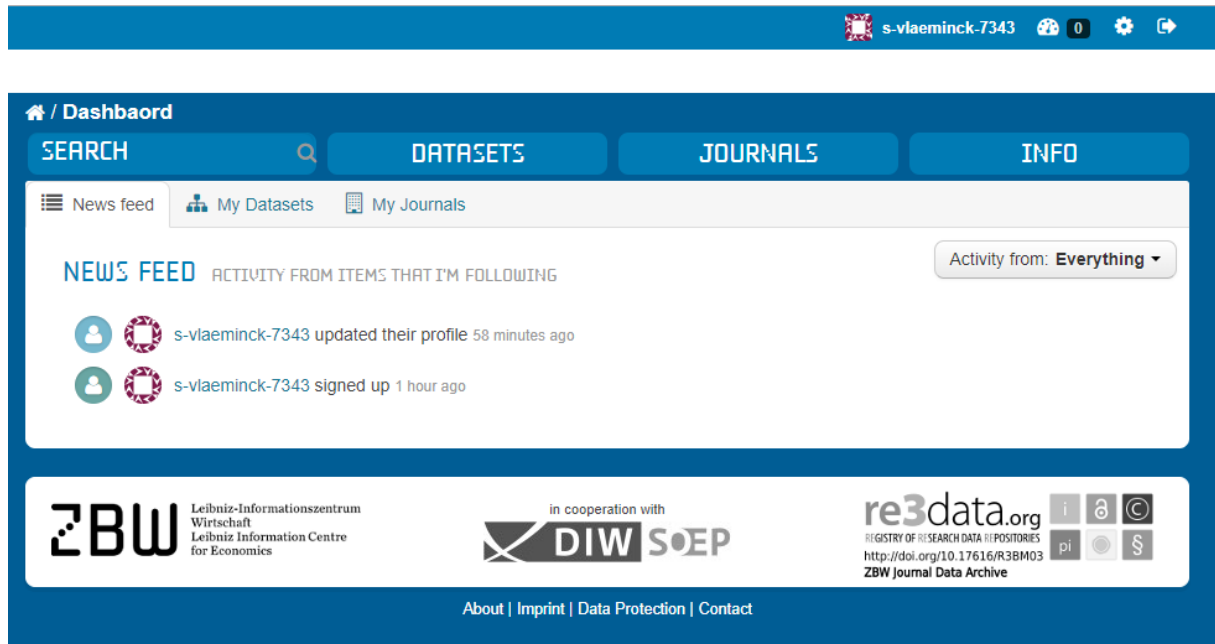 s-vlaeminck-7343 0
/ Dashbaord
SEARCH DATASETS JOURNALS INFO
News feed My Datasets My Journals
NEWS FEED ACTIVITY FROM ITEMS THAT I'M FOLLOWING
Activity from: Everything
s-vlaeminck-7343 updated their profile 58 minutes ago
s-vlaeminck-7343 signed up 1 hour ago
ZBW
Leibniz-Informationszentrum
Wirtschaft
Leibniz Information Centre
for Economics
in cooperation with
DIW SOEP
re3data.org
REGISTRY OF RESEARCH DATA REPOSITORIES
http://doi.org/10.17616/R3BM03
ZBW Journal Data Archive
i a ©
pi §
About | Imprint | Data Protection | Contact